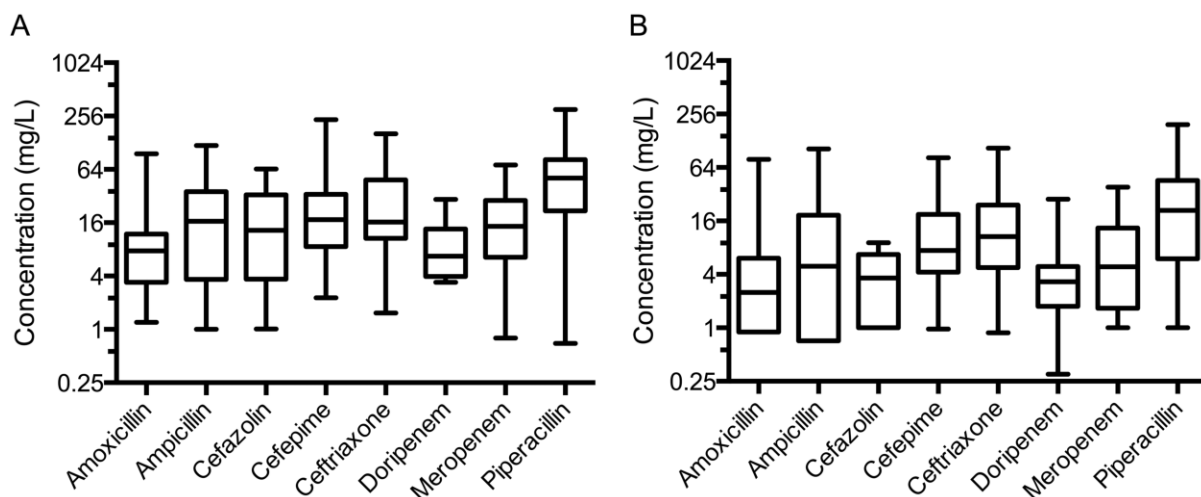 A
Concentration (mg/L)
1024
256
64
16
4
1
0.25
Amoxicillin
Ampicillin
Cefazolin
Cefepime
Ceftriaxone
Doripenem
Meropenem
Piperacillin
B
Concentration (mg/L)
1024
256
64
16
4
1
0.25
Amoxicillin
Ampicillin
Cefazolin
Cefepime
Ceftriaxone
Doripenem
Meropenem
Piperacillin